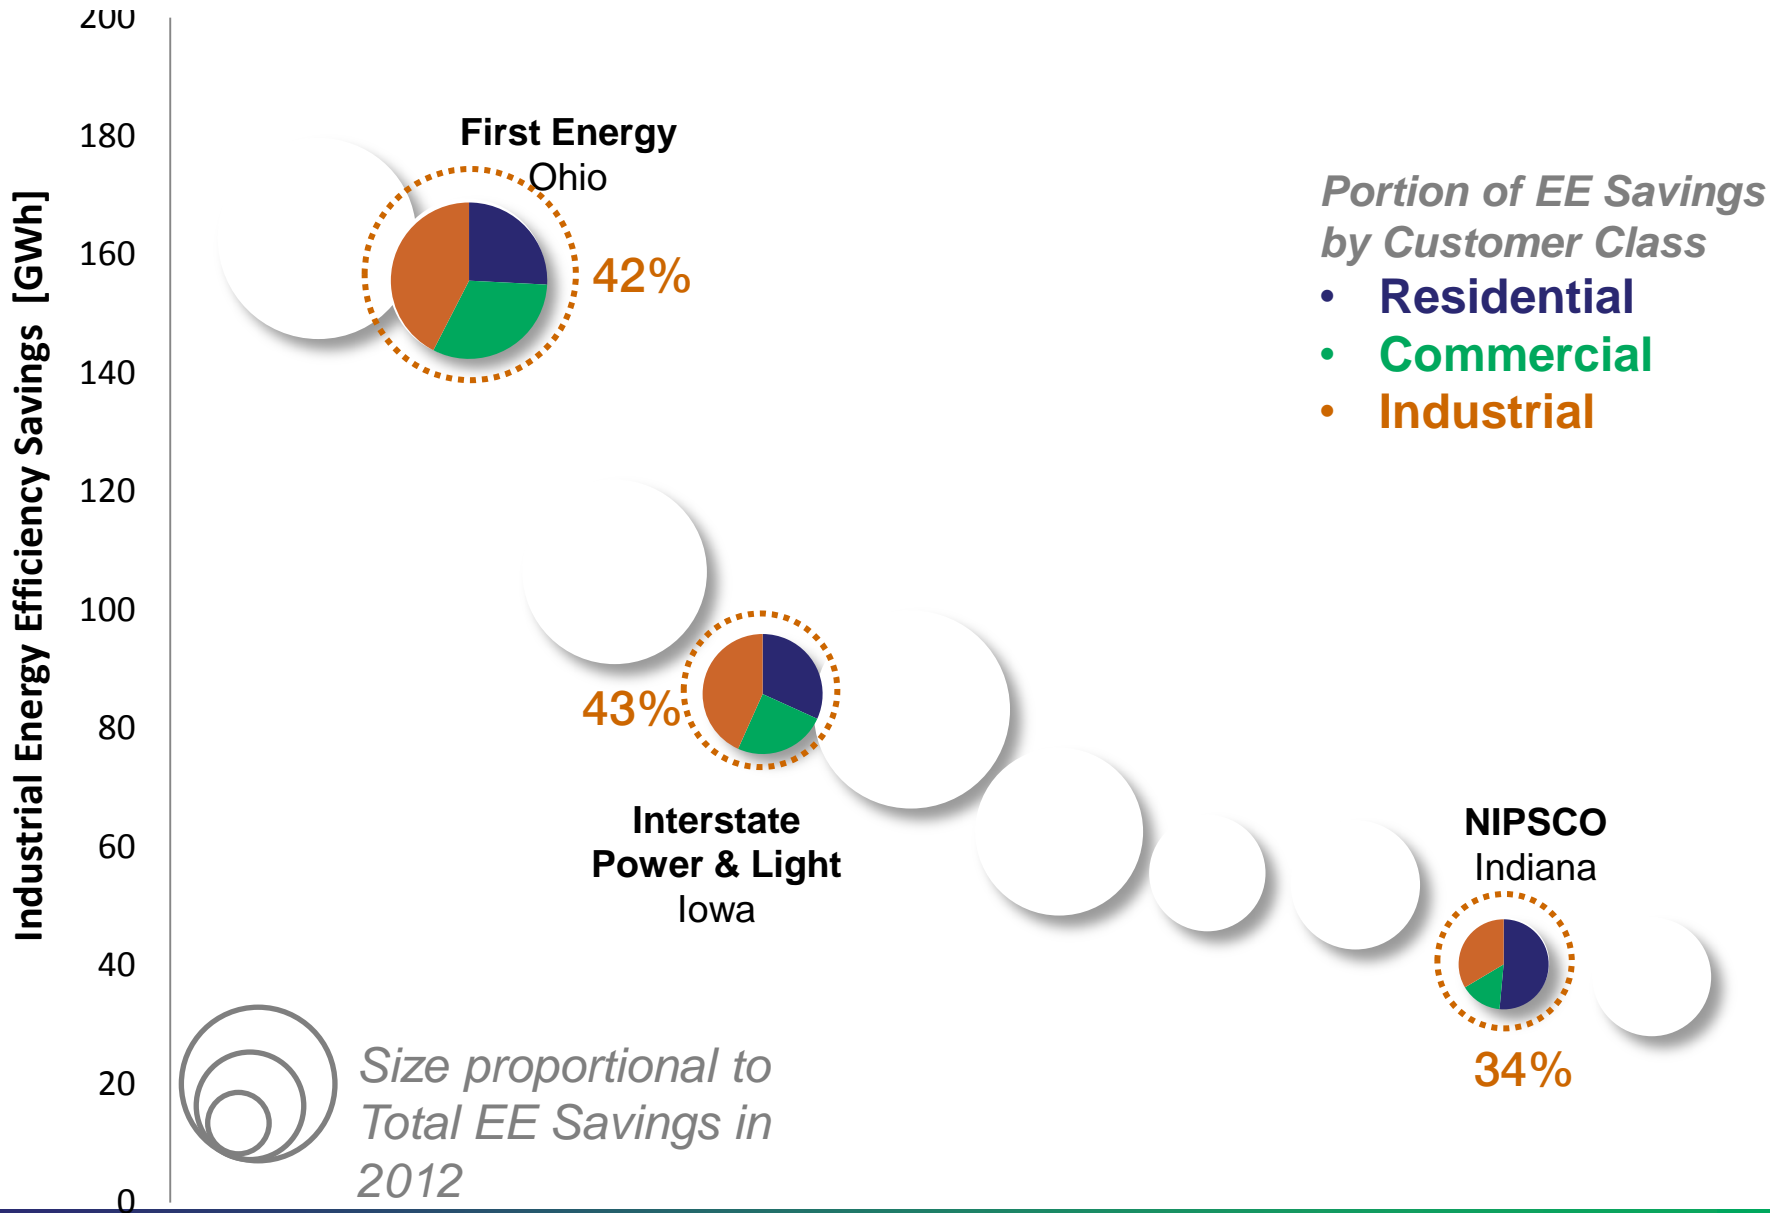 200
180
160
140
120
100
80
60
40
20
0
Industrial Energy Efficiency Savings [GWh]
First Energy
Ohio
42%
Portion of EE Savings
by Customer Class
• Residential
• Commercial
• Industrial
43%
Interstate
Power & Light
Iowa
NIPSCO
Indiana
34%
Size proportional to
Total EE Savings in
2012